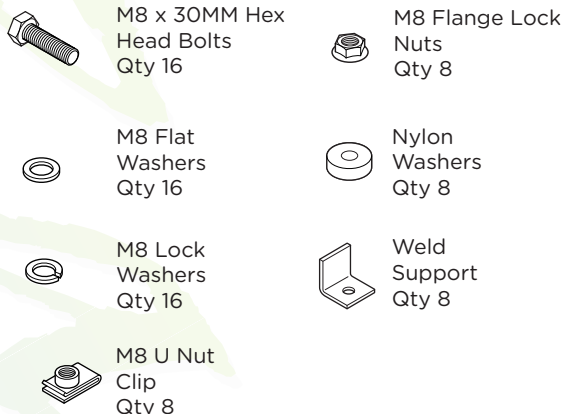 M8 x 30MM Hex
Head Bolts
Qty 16
M8 Flat
Washers
Qty 16
M8 Lock
Washers
Qty 16
M8 U Nut
Clip
Qty 8
M8 Flange Lock
Nuts
Qty 8
Nylon
Washers
Qty 8
Weld
Support
Qty 8